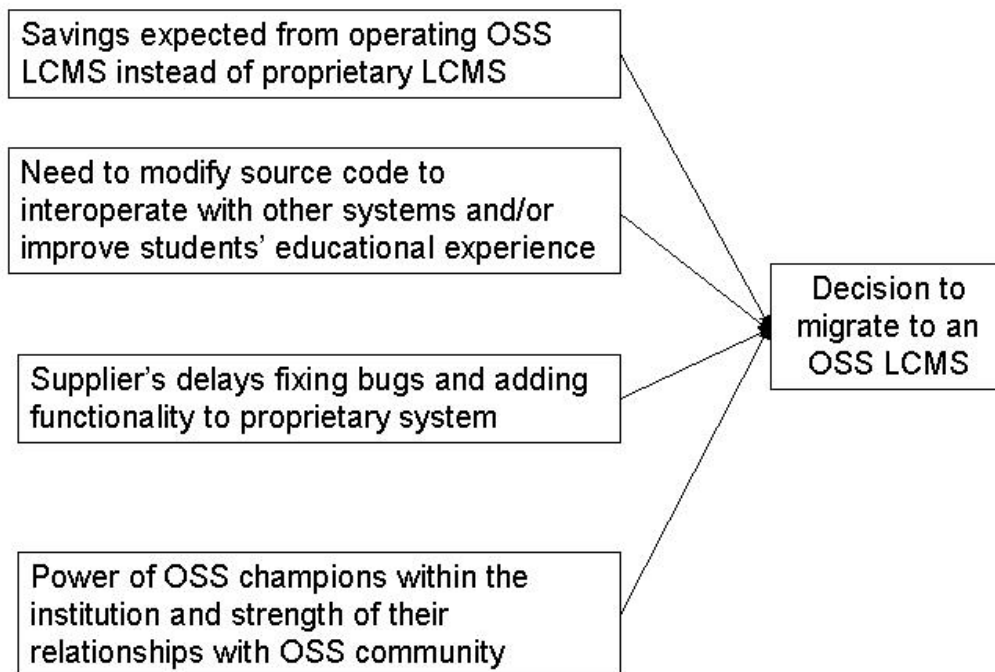 Savings expected from operating OSS
LCMS instead of proprietary LCMS
Need to modify source code to
interoperate with other systems and/or
improve students' educational experience
Decision to
migrate to an
OSS LCMS
Supplier's delays fixing bugs and adding
functionality to proprietary system
Power of OSS champions within the
institution and strength of their
relationships with OSS community